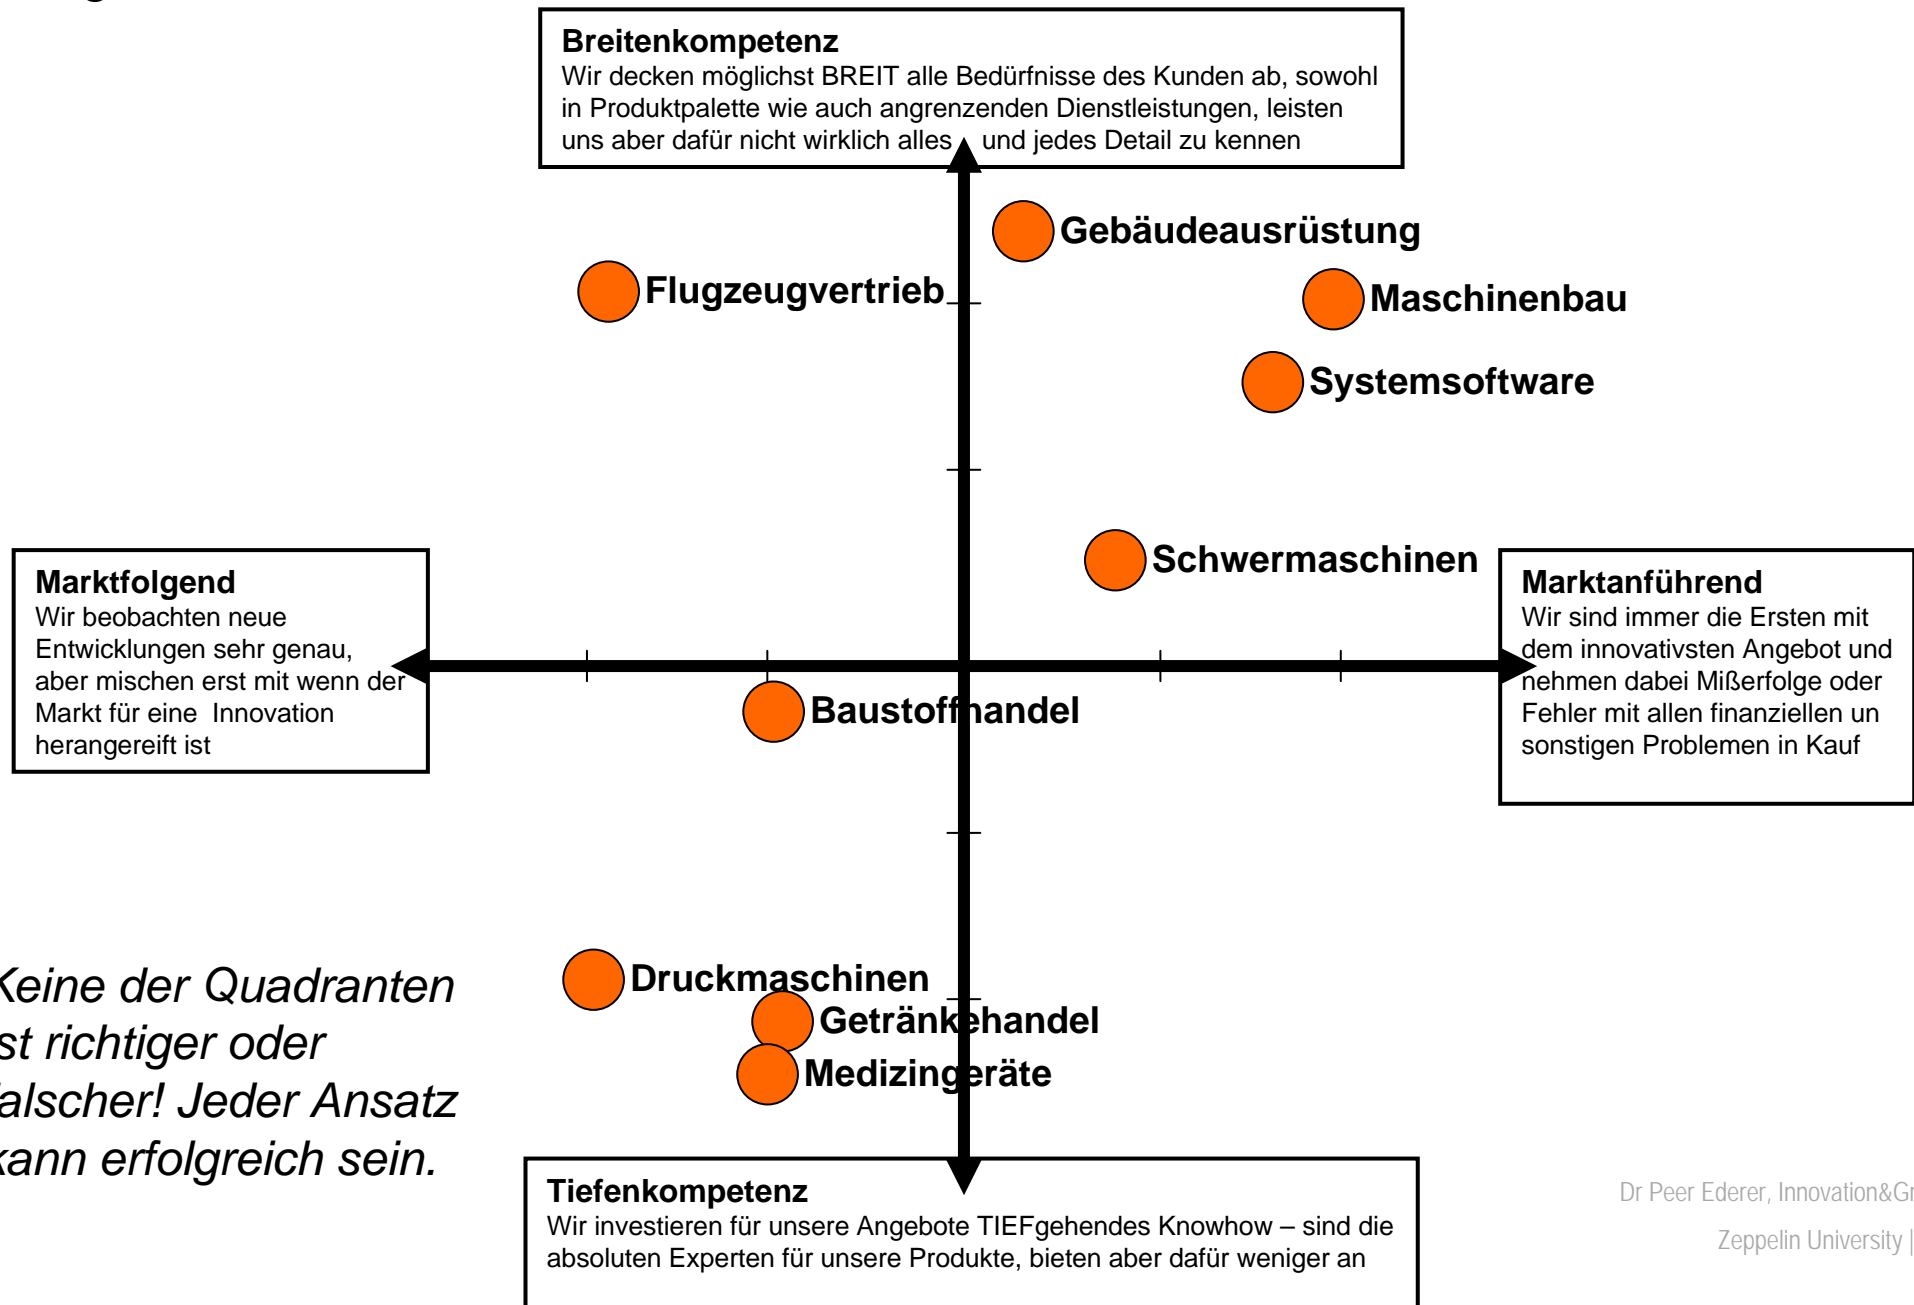 Breitenkompetenz
Wir decken möglichst BREIT alle Bedürfnisse des Kunden ab, sowohl
in Produktpalette wie auch angrenzenden Dienstleistungen, leisten
uns aber dafür nicht wirklich alles und jedes Detail zu kennen
Gebäudeausrüstung
Flugzeugvertrieb
Maschinenbau
Systemsoftware
Schwermaschinen
Marktfolgend
Wir beobachten neue
Entwicklungen sehr genau,
aber mischen erst mit wenn der
Markt für eine Innovation
herangereift ist
Marktanführend
Wir sind immer die Ersten mit
dem innovativsten Angebot und
nehmen dabei Mißerfolge oder
Fehler mit allen finanziellen un
sonstigen Problemen in Kauf
Baustoffhandel
Druckmaschinen
Getränkehandel
Medizingeräte
Keine der Quadranten
st richtiger oder
falscher! Jeder Ansatz
kann erfolgreich sein.
Tiefenkompetenz
Wir investieren für unsere Angebote TIEFgehendes Knowhow – sind die
absoluten Experten für unsere Produkte, bieten aber dafür weniger an
Dr Peer Ederer, Innovation&Gr
Zeppelin University |